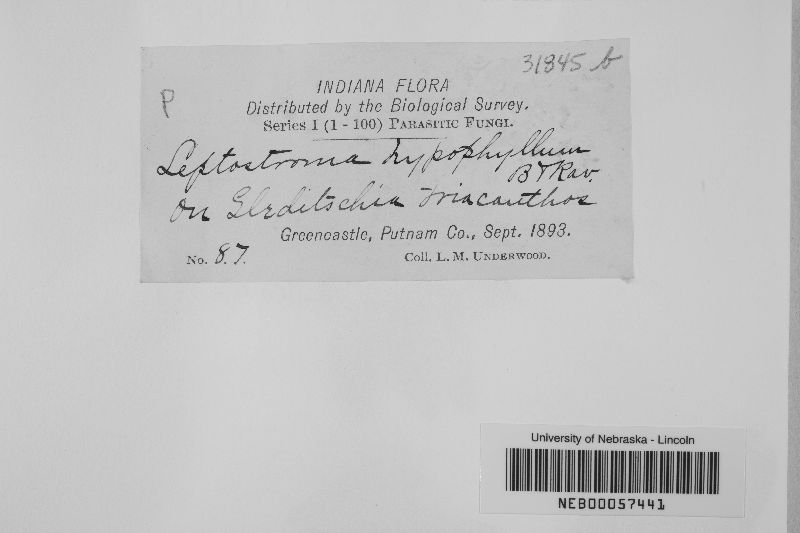 31845 b
P
INDIANA FLORA
Distributed by the Biological Survey.
Series I (1 - 100) PARASITIC FUNGI.
Leptostroma hypophyllum
B & Rav.
on Gleditschia triacanthos
Greencastle, Putnam Co., Sept. 1893.
No. 87.
Coll. L. M. UNDERWOOD.
University of Nebraska - Lincoln
NEB00057441